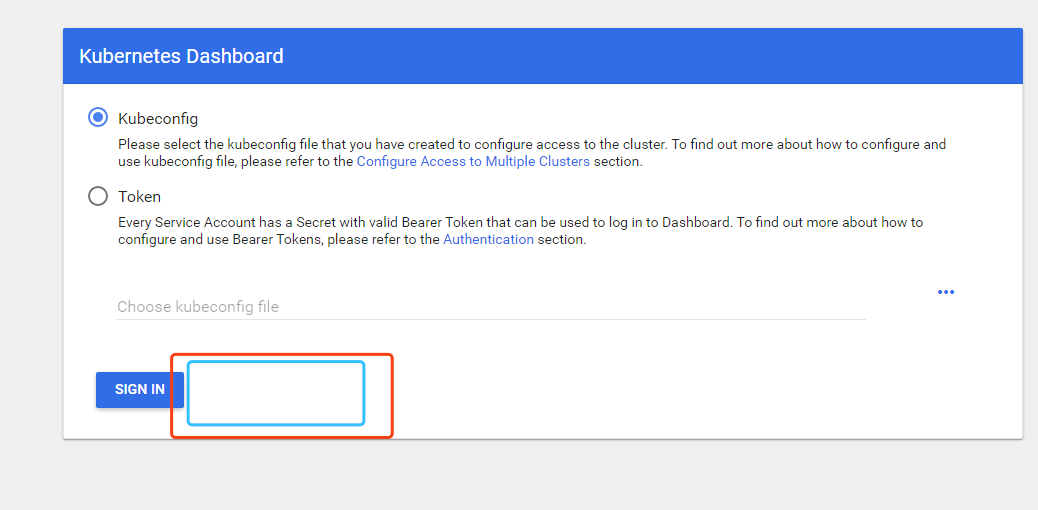 Kubernetes Dashboard
Kubeconfig
Please select the kubeconfig file that you have created to configure access to the cluster. To find out more about how to configure and
use kubeconfig file, please refer to the Configure Access to Multiple Clusters section.
Token
Every Service Account has a Secret with valid Bearer Token that can be used to log in to Dashboard. To find out more about how to
configure and use Bearer Tokens, please refer to the Authentication section.
Choose kubeconfig file
SIGN IN